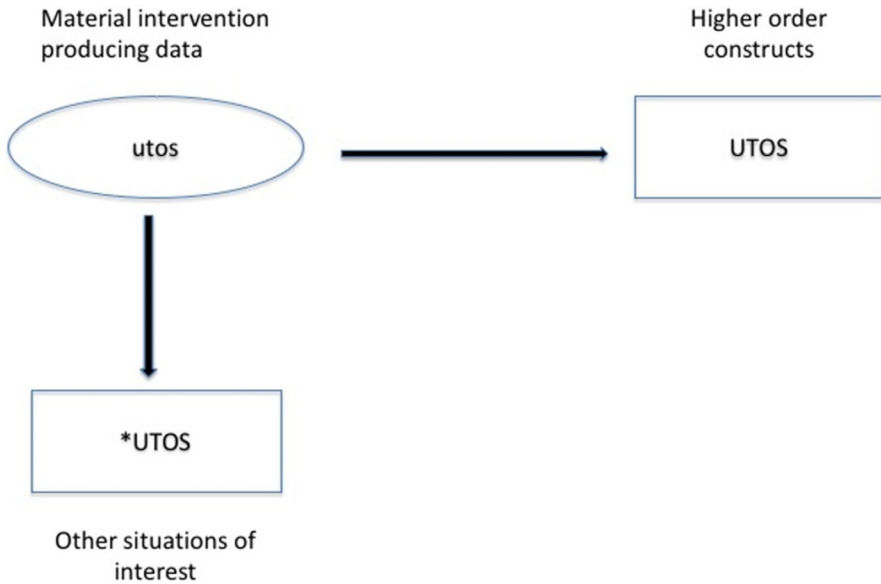 Material intervention
producing data
Higher order
constructs
utos
UTOS
*UTOS
Other situations of
interest